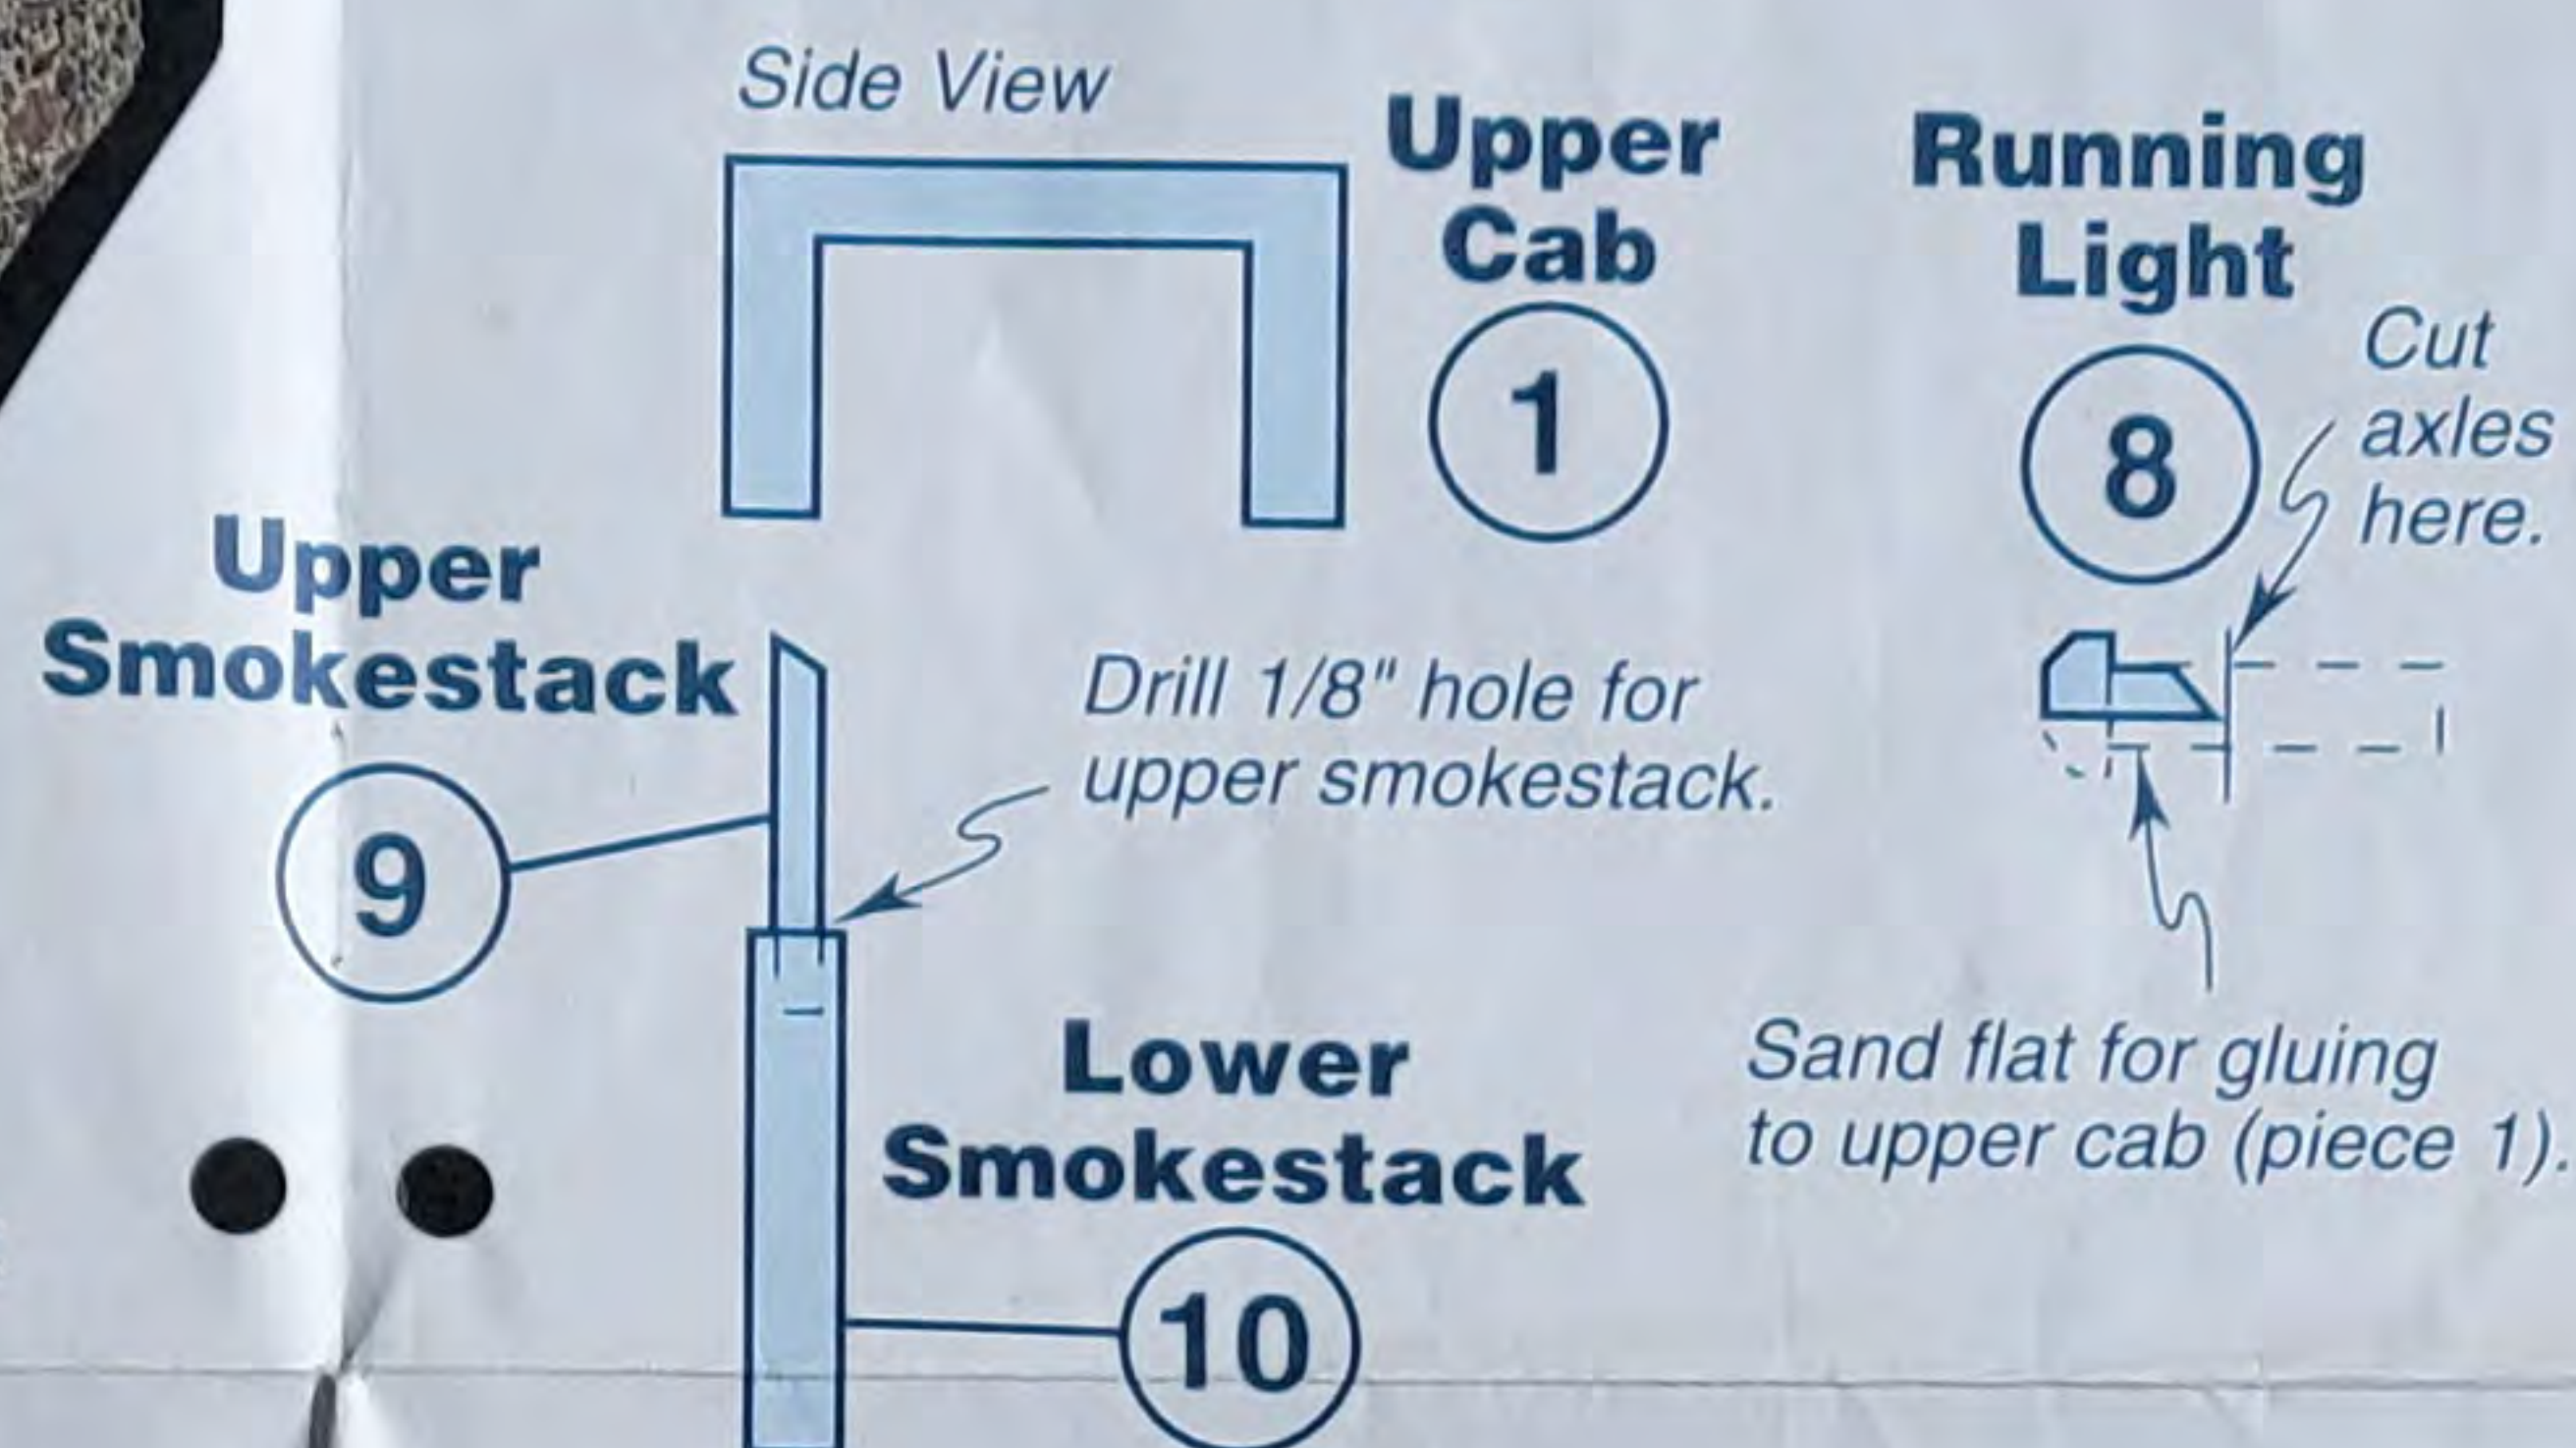 Side View
Upper
Cab
1
Running
Light
8
Cut
axles
here.
Upper
Smokestack
9
Drill 1/8" hole for
upper smokestack.
Sand flat for gluing
to upper cab (piece 1).
Lower
Smokestack
10